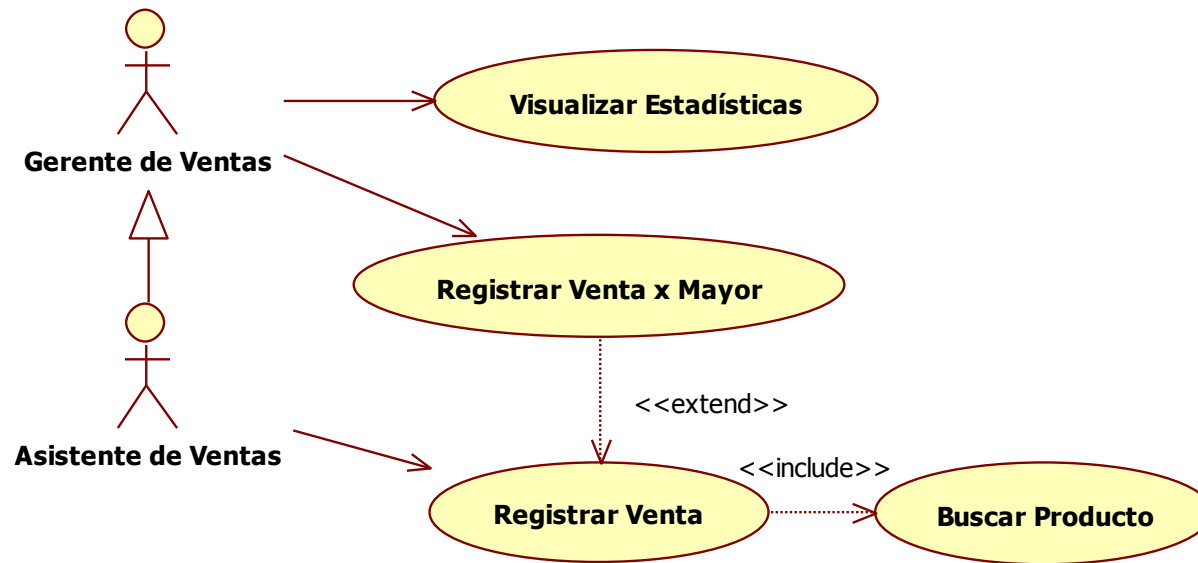 Visualizar Estadísticas
Gerente de Ventas
Registrar Venta x Mayor
<<extend>>
Asistente de Ventas
<<include>>
Registrar Venta
Buscar Producto